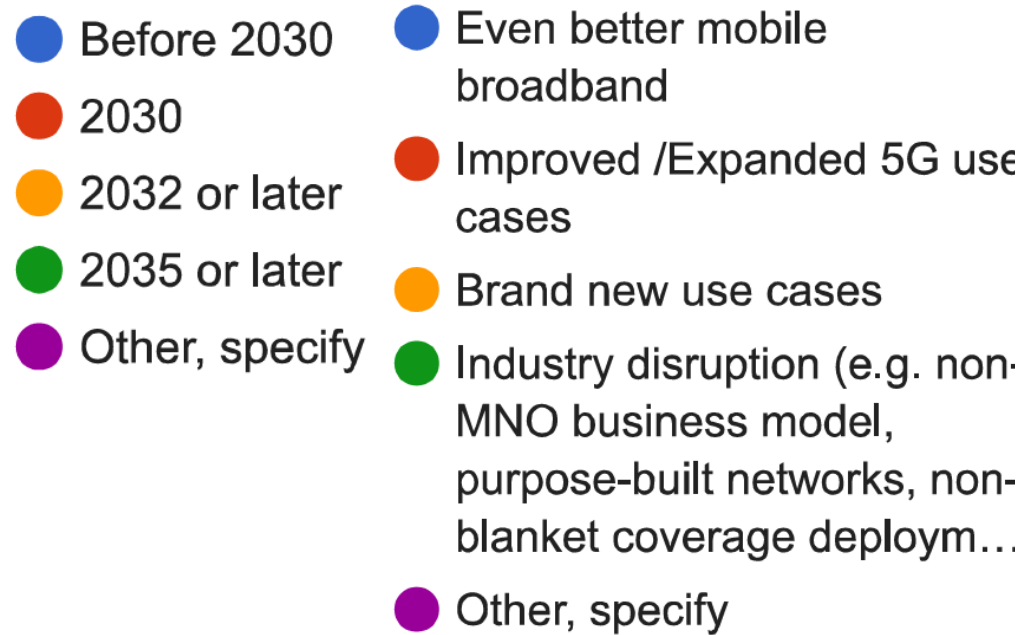 Before 2030
2030
2032 or later
2035 or later
Other, specify
Even better mobile
broadband
Improved /Expanded 5G use
cases
Brand new use cases
Industry disruption (e.g. non-
MNO business model,
purpose-built networks, non-
blanket coverage deploym…
Other, specify